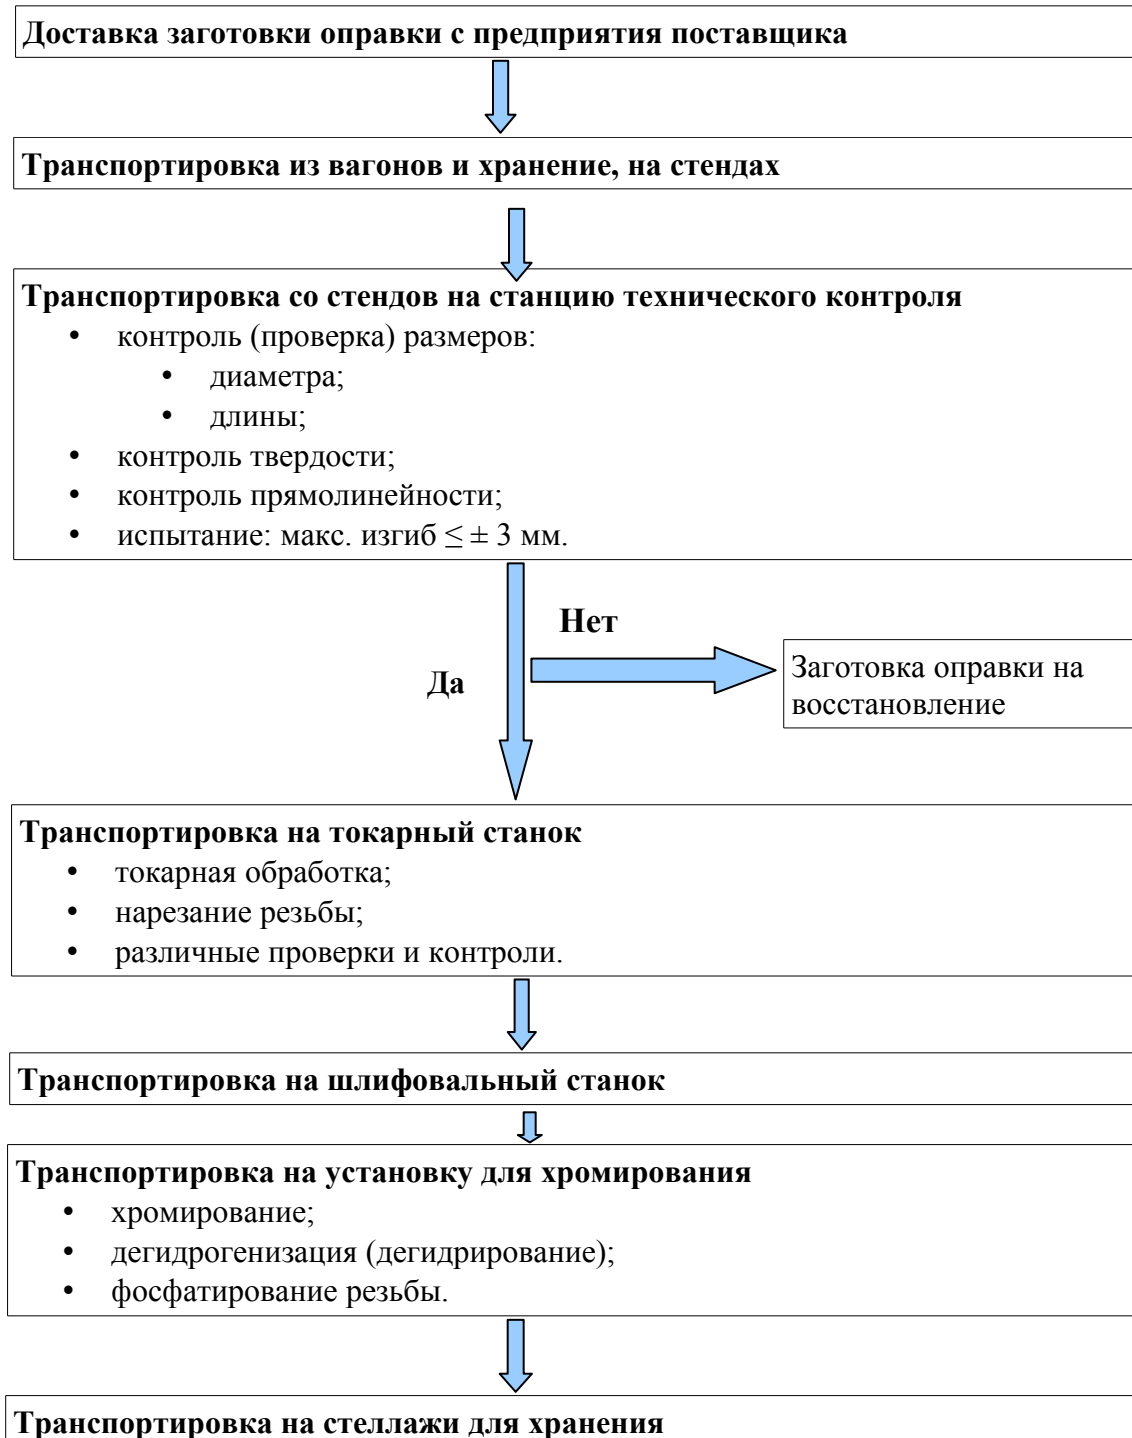 Доставка заготовки оправки с предприятия поставщика
Транспортировка из вагонов и хранение, на стендах
Транспортировка со стендов на станцию технического контроля
• контроль (проверка) размеров:
• диаметра;
• длины;
• контроль твердости;
• контроль прямолинейности;
• испытание: макс. изгиб ≤ ± 3 мм.
Нет
Да
Заготовка оправки на
восстановление
Транспортировка на токарный станок
• токарная обработка;
• нарезание резьбы;
• различные проверки и контроли.
Транспортировка на шлифовальный станок
Транспортировка на установку для хромирования
• хромирование;
• дегидрогенизация (дегидрирование);
• фосфатирование резьбы.
Транспортировка на стеллажи для хранения